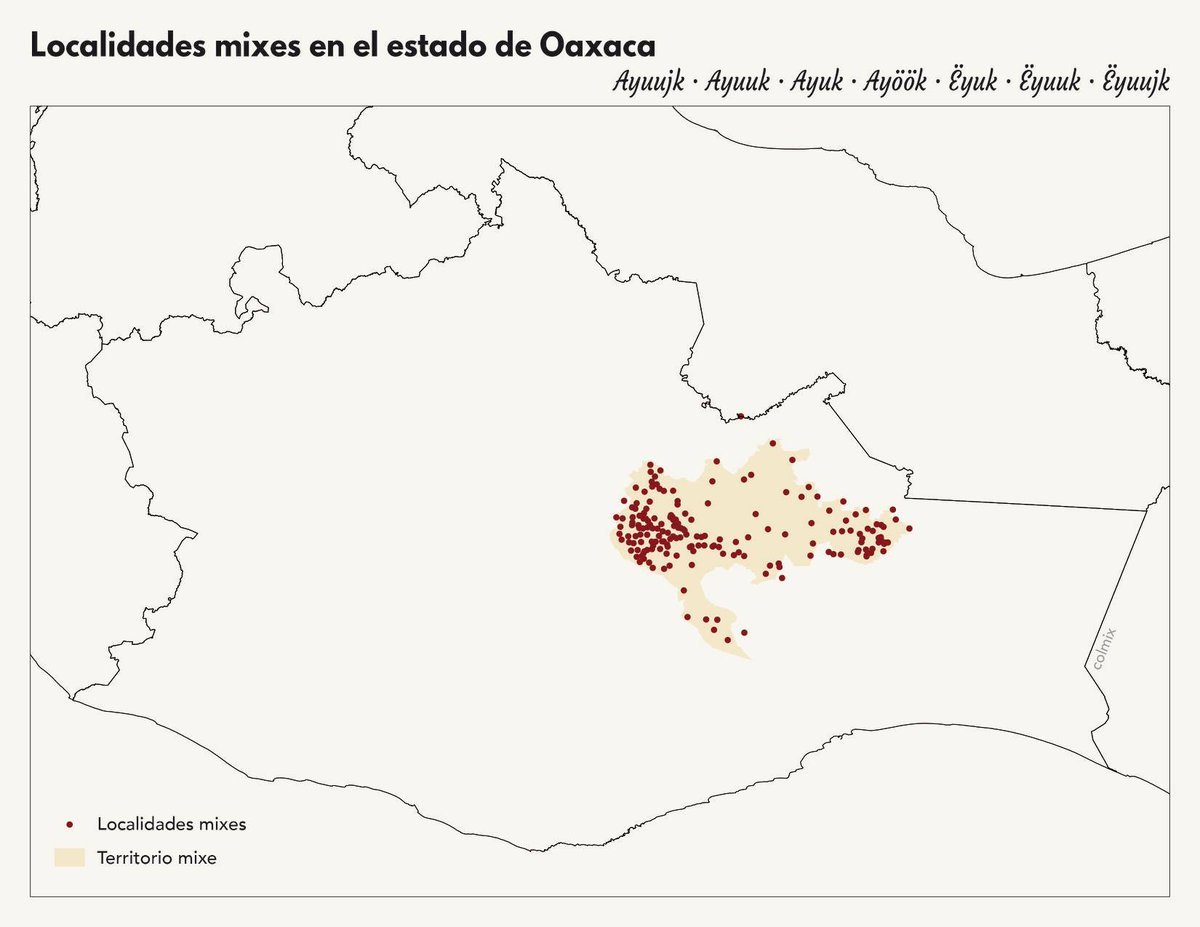 Localidades mixes en el estado de Oaxaca
Ayuujk · Ayuuk · Ayuk · Ayöök · Ëyuk · Ëyuuk · Ëyuujk
colmix
Localidades mixes
Territorio mixe